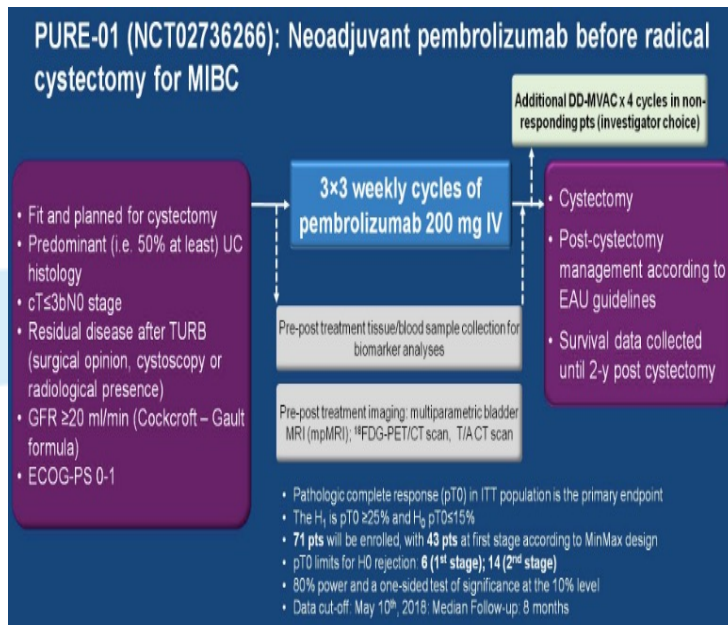 PURE-01 (NCT02736266): Neoadjuvant pembrolizumab before radical
cystectomy for MIBC
Additional DD-MVAC x 4 cycles in non-
responding pts (investigator choice)
• Fit and planned for cystectomy
• Predominant (i.e. 50% at least) UC
histology
• cT≤3bN0 stage
• Residual disease after TURB
(surgical opinion, cystoscopy or
radiological presence)
• GFR ≥20 ml/min (Cockcroft – Gault
formula)
• ECOG-PS 0-1
3×3 weekly cycles of
pembrolizumab 200 mg IV
Pre-post treatment tissue/blood sample collection for
biomarker analyses
Pre-post treatment imaging: multiparametric bladder
MRI (mpMRI); ¹⁸FDG-PET/CT scan, T/A CT scan
• Cystectomy
• Post-cystectomy
management according to
EAU guidelines
• Survival data collected
until 2-y post cystectomy
• Pathologic complete response (pT0) in ITT population is the primary endpoint
• The H₁ is pT0 ≥25% and H₀ pT0≤15%
• 71 pts will be enrolled, with 43 pts at first stage according to MinMax design
• pT0 limits for H0 rejection: 6 (1ˢᵗ stage); 14 (2ⁿᵈ stage)
• 80% power and a one-sided test of significance at the 10% level
• Data cut-off: May 10ᵗʰ, 2018: Median Follow-up: 8 months